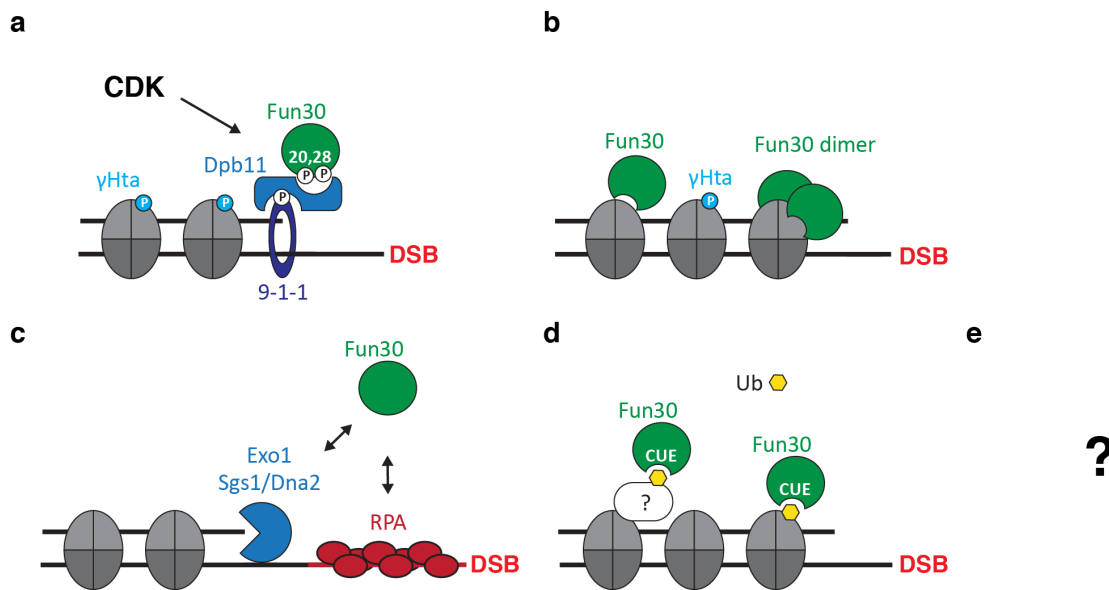 a
CDK
Fun30
20,28
P P
Dpb11
P
γHta
P
P
DSB
9-1-1
b
Fun30
Fun30 dimer
γHta
P
DSB
c
Fun30
Exo1
Sgs1/Dna2
RPA
DSB
d
Ub
Fun30
CUE
?
Fun30
CUE
DSB
e
?